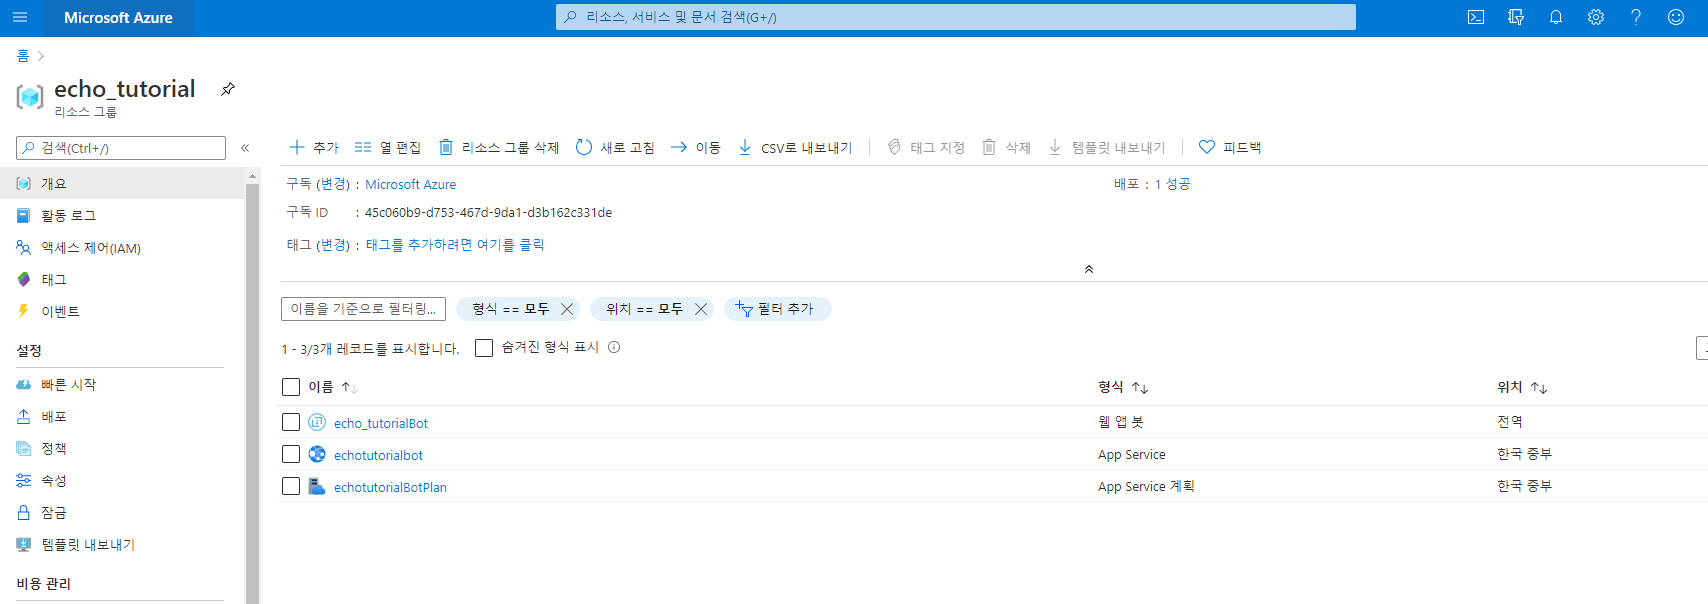 Microsoft Azure
리소스, 서비스 및 문서 검색(G+/)
홈
echo_tutorial
리소스 그룹
검색(Ctrl+/)
추가 열 편집 리소스 그룹 삭제 새로 고침 이동 CSV로 내보내기 태그 지정 삭제 템플릿 내보내기 피드백
개요
활동 로그
액세스 제어(IAM)
태그
이벤트
설정
빠른 시작
배포
정책
속성
잠금
템플릿 내보내기
비용 관리
구독 (변경) : Microsoft Azure
배포 : 1 성공
구독 ID : 45c060b9-d753-467d-9da1-d3b162c331de
태그 (변경) : 태그를 추가하려면 여기를 클릭
이름을 기준으로 필터링... 형식 == 모두 위치 == 모두 필터 추가
1 - 3/3개 레코드를 표시합니다. 숨겨진 형식 표시
이름 형식 위치
echo_tutorialBot 웹 앱 봇 전역
echotutorialbot App Service 한국 중부
echotutorialBotPlan App Service 계획 한국 중부